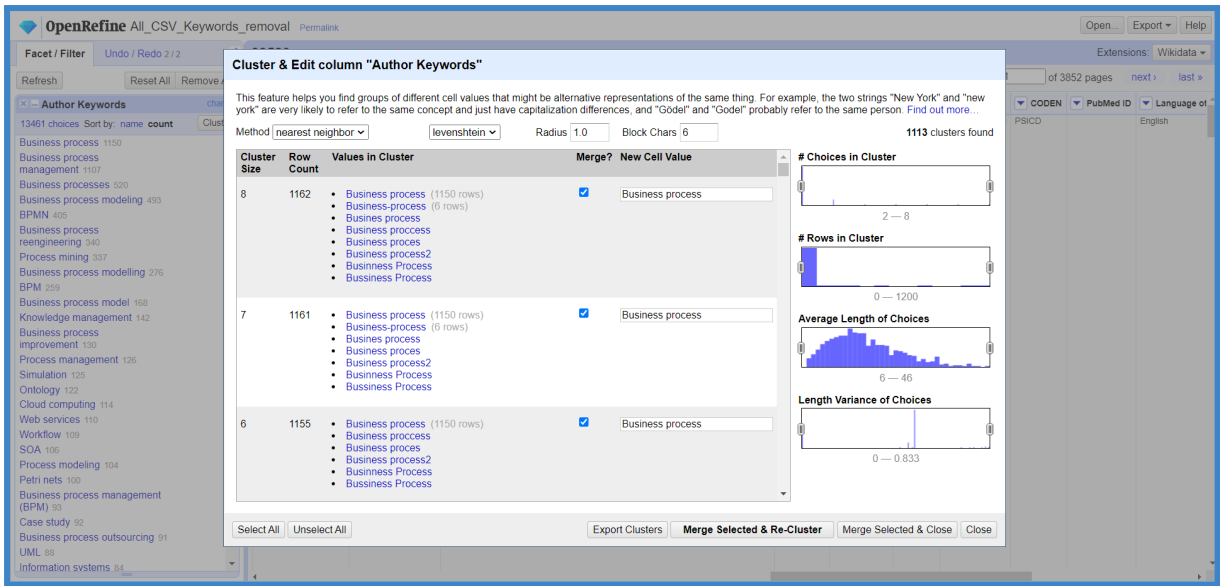 OpenRefine All_CSV_Keywords_removal Permalink
Open... Export Help
Facet / Filter Undo / Redo 2 / 2
Extensions: Wikidata
Refresh Reset All Remove
of 3852 pages next › last »
Author Keywords
13461 choices Sort by: name count Clust
CODEN PubMed ID Language of
PSICD English
Business process 1150
Business process
management 1107
Business processes 520
Business process modeling 493
BPMN 405
Business process
reengineering 340
Process mining 337
Business process modelling 276
BPM 259
Business process model 168
Knowledge management 142
Business process
improvement 130
Process management 126
Simulation 125
Ontology 122
Cloud computing 114
Web services 110
Workflow 109
SOA 106
Process modeling 104
Petri nets 100
Business process management
(BPM) 93
Case study 92
Business process outsourcing 91
UML 88
Information systems 84
Cluster & Edit column "Author Keywords"
This feature helps you find groups of different cell values that might be alternative representations of the same thing. For example, the two strings "New York" and "new
york" are very likely to refer to the same concept and just have capitalization differences, and "Gödel" and "Godel" probably refer to the same person. Find out more...
Method nearest neighbor levenshtein Radius 1.0 Block Chars 6 1113 clusters found
Cluster Size Row Count Values in Cluster Merge? New Cell Value
8 1162 • Business process (1150 rows) Business process
• Business-process (6 rows)
• Busines process
• Business proccess
• Business proces
• Business process2
• Businness Process
• Bussiness Process
7 1161 • Business process (1150 rows) Business process
• Business-process (6 rows)
• Busines process
• Business proces
• Business process2
• Businness Process
• Bussiness Process
6 1155 • Business process (1150 rows) Business process
• Business proccess
• Business proces
• Business process2
• Businness Process
• Bussiness Process
# Choices in Cluster
2 — 8
# Rows in Cluster
0 — 1200
Average Length of Choices
6 — 46
Length Variance of Choices
0 — 0.833
Select All Unselect All Export Clusters Merge Selected & Re-Cluster Merge Selected & Close Close